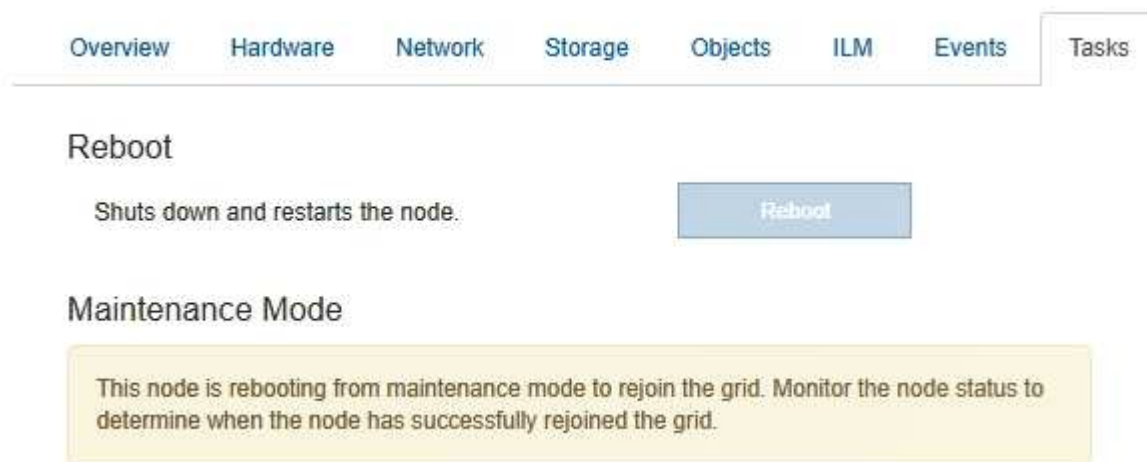 Overview Hardware Network Storage Objects ILM Events Tasks
Reboot
Shuts down and restarts the node. Reboot
Maintenance Mode
This node is rebooting from maintenance mode to rejoin the grid. Monitor the node status to
determine when the node has successfully rejoined the grid.